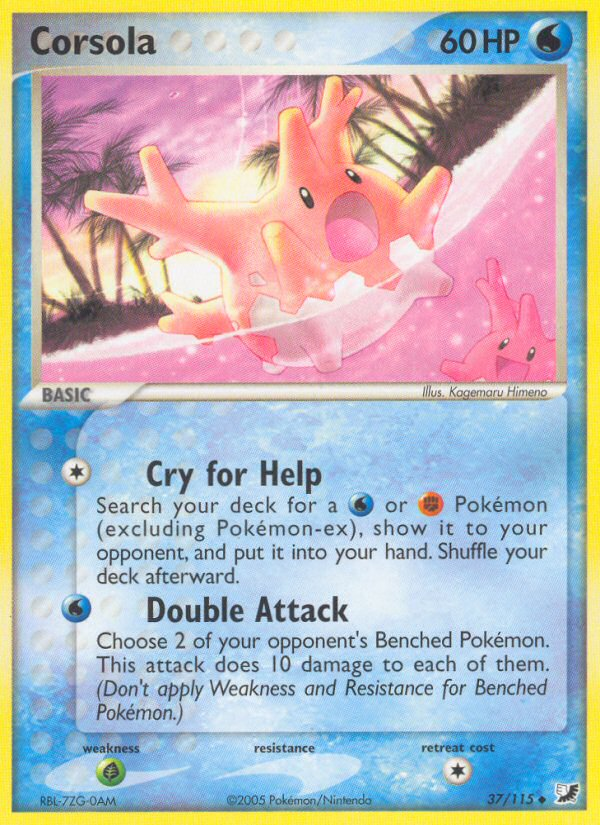 Corsola 60 HP
BASIC Illus. Kagemaru Himeno
Cry for Help
Search your deck for a or Pokémon
(excluding Pokémon-ex), show it to your
opponent, and put it into your hand. Shuffle your
deck afterward.
Double Attack
Choose 2 of your opponent's Benched Pokémon.
This attack does 10 damage to each of them.
(Don't apply Weakness and Resistance for Benched
Pokémon.)
weakness resistance retreat cost
RBL-7ZG-0AM ©2005 Pokémon/Nintendo 37/115